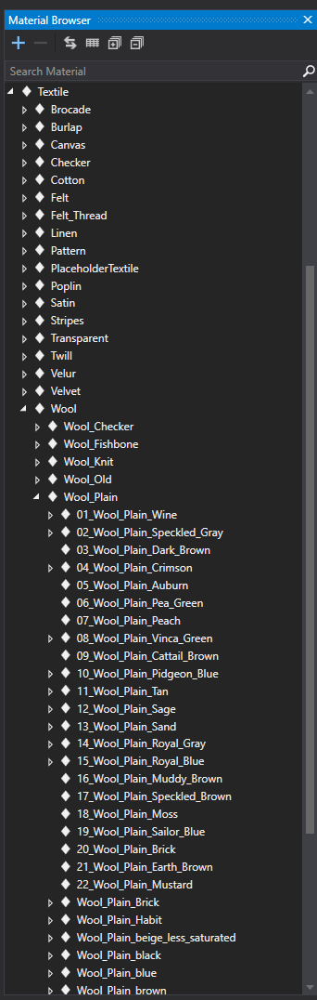 Material Browser
Search Material
Textile
Brocade
Burlap
Canvas
Checker
Cotton
Felt
Felt_Thread
Linen
Pattern
PlaceholderTextile
Poplin
Satin
Stripes
Transparent
Twill
Velur
Velvet
Wool
Wool_Checker
Wool_Fishbone
Wool_Knit
Wool_Old
Wool_Plain
01_Wool_Plain_Wine
02_Wool_Plain_Speckled_Gray
03_Wool_Plain_Dark_Brown
04_Wool_Plain_Crimson
05_Wool_Plain_Auburn
06_Wool_Plain_Pea_Green
07_Wool_Plain_Peach
08_Wool_Plain_Vinca_Green
09_Wool_Plain_Cattail_Brown
10_Wool_Plain_Pidgeon_Blue
11_Wool_Plain_Tan
12_Wool_Plain_Sage
13_Wool_Plain_Sand
14_Wool_Plain_Royal_Gray
15_Wool_Plain_Royal_Blue
16_Wool_Plain_Muddy_Brown
17_Wool_Plain_Speckled_Brown
18_Wool_Plain_Moss
19_Wool_Plain_Sailor_Blue
20_Wool_Plain_Brick
21_Wool_Plain_Earth_Brown
22_Wool_Plain_Mustard
Wool_Plain_Brick
Wool_Plain_Habit
Wool_Plain_beige_less_saturated
Wool_Plain_black
Wool_Plain_blue
Wool_Plain_brown